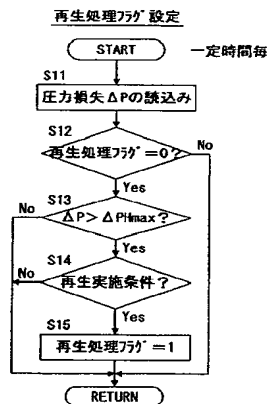 再生処理フラグ設定
START
一定時間毎
S11
圧力損失ΔPの読込み
S12
再生処理フラグ=0?
No
Yes
S13
No
ΔP>ΔPHmax?
Yes
S14
No
再生実施条件?
Yes
S15
再生処理フラグ=1
RETURN